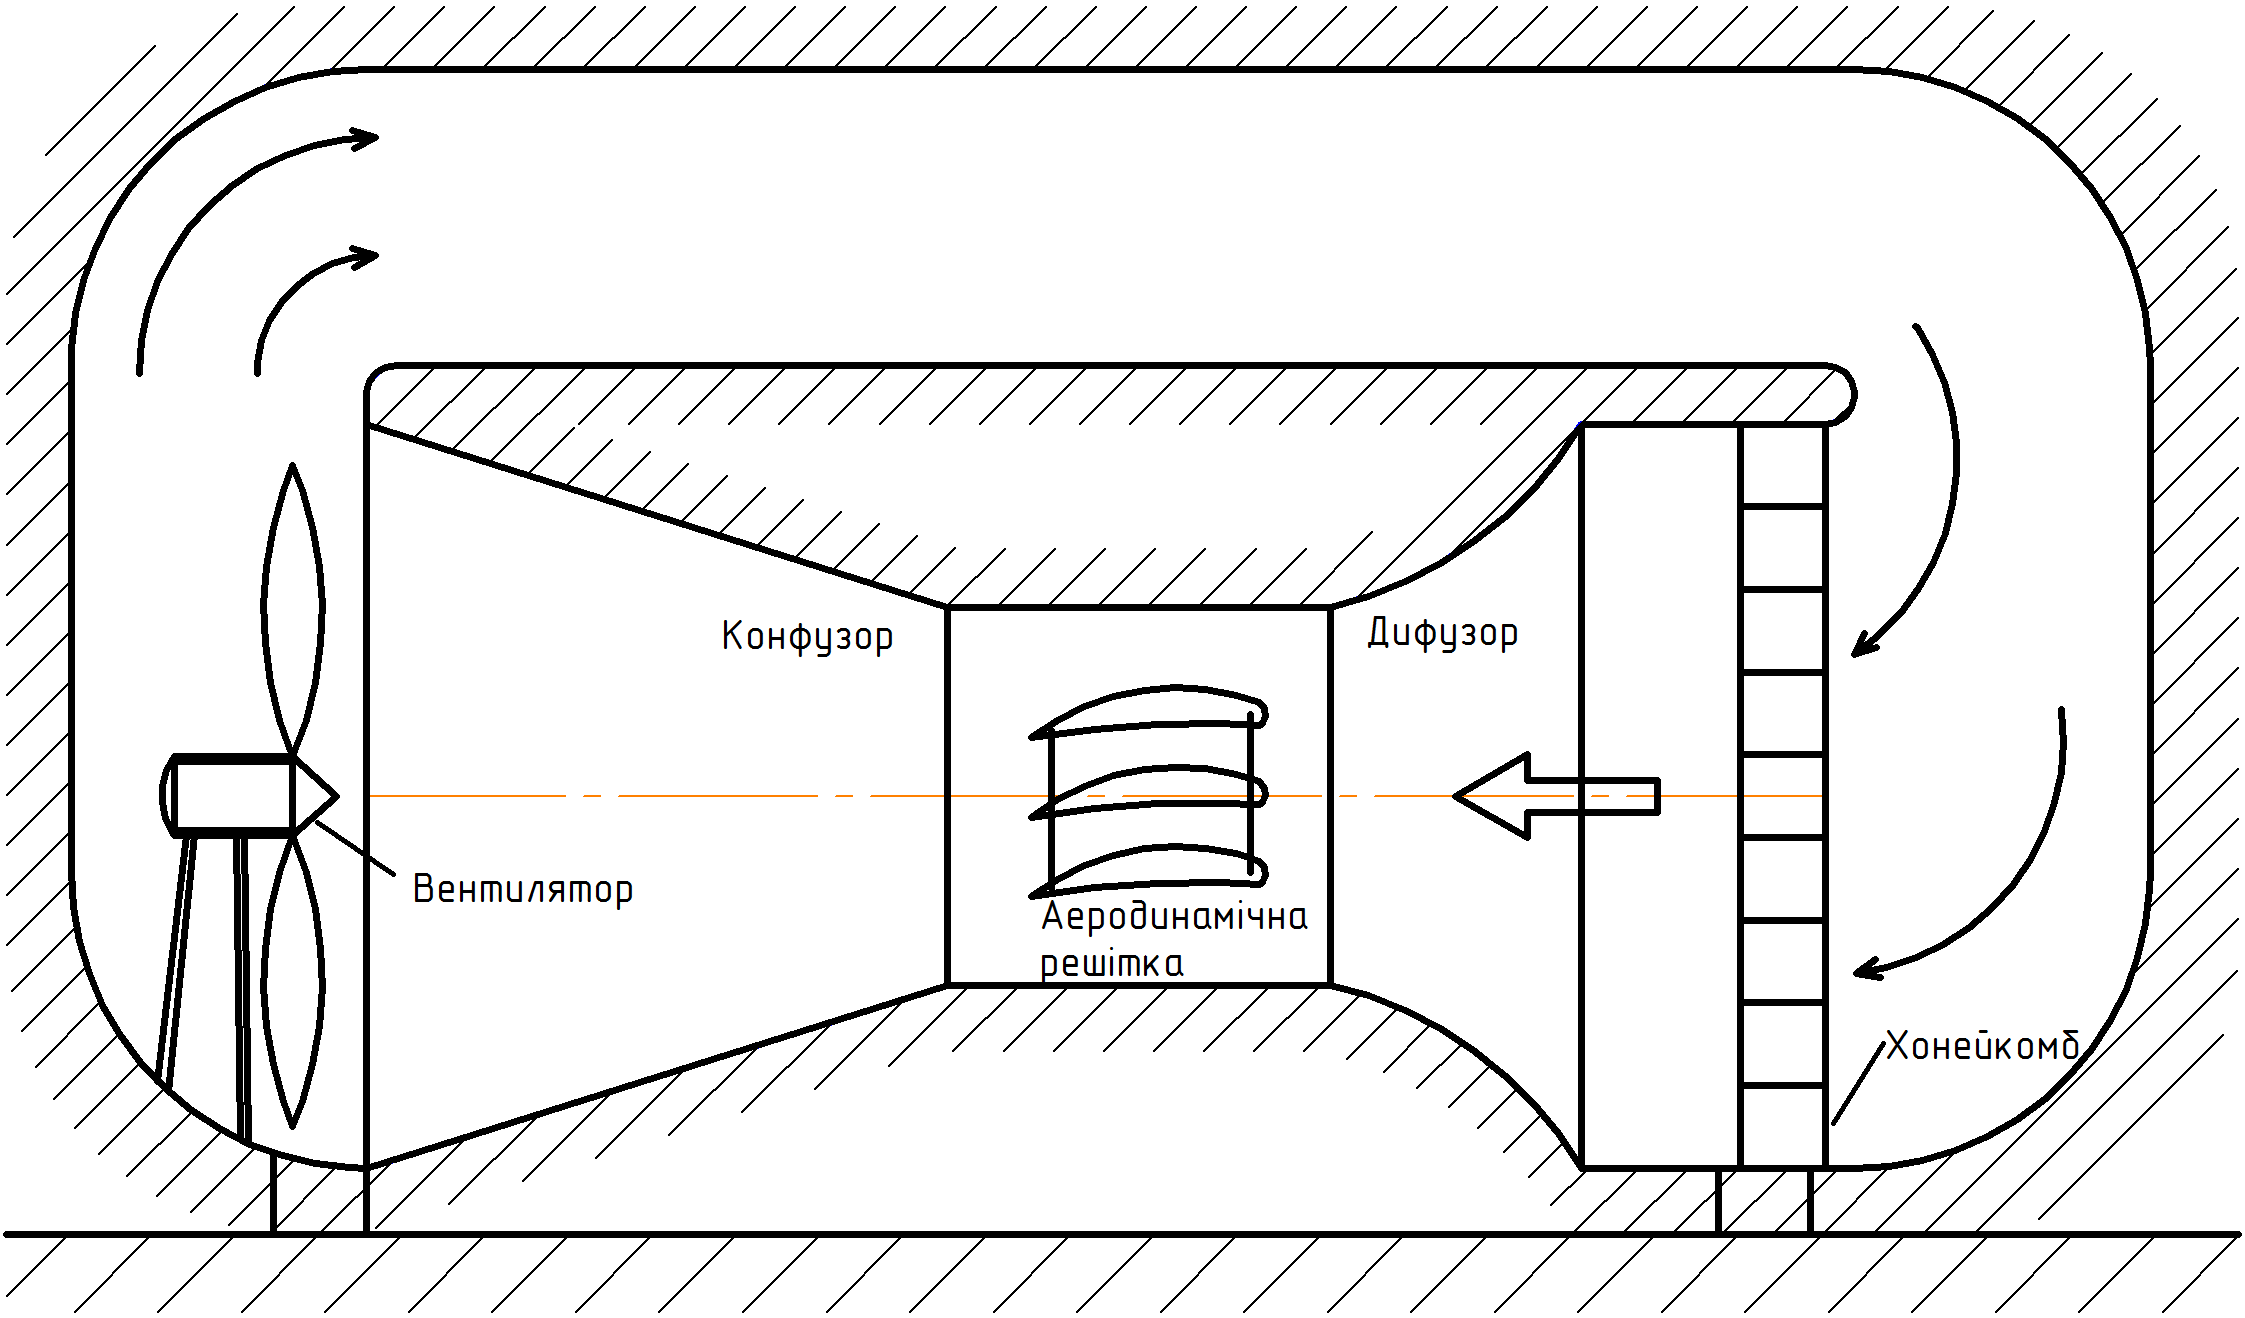 Конфузор
Дифузор
Вентилятор
Аеродинамічна
решітка
Хонейкомб